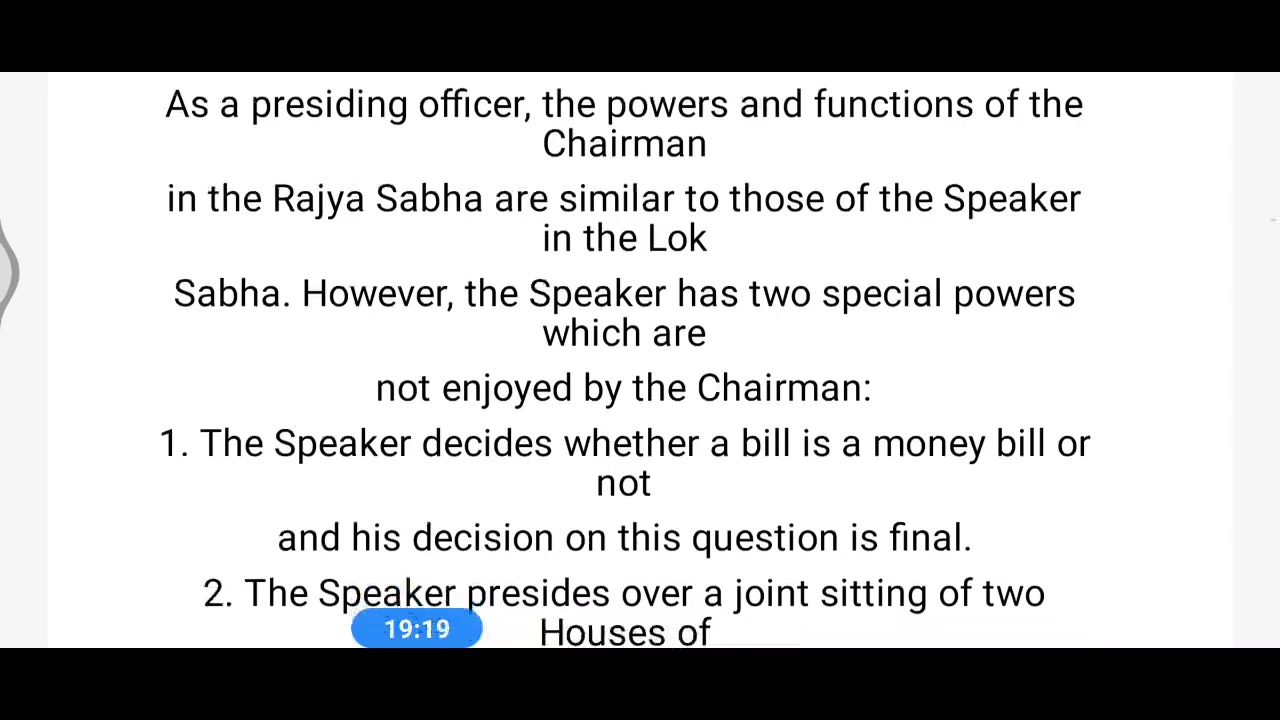 As a presiding officer, the powers and functions of the
Chairman
in the Rajya Sabha are similar to those of the Speaker
in the Lok
Sabha. However, the Speaker has two special powers
which are
not enjoyed by the Chairman:
1. The Speaker decides whether a bill is a money bill or
not
and his decision on this question is final.
2. The Speaker presides over a joint sitting of two
Houses of
19:19